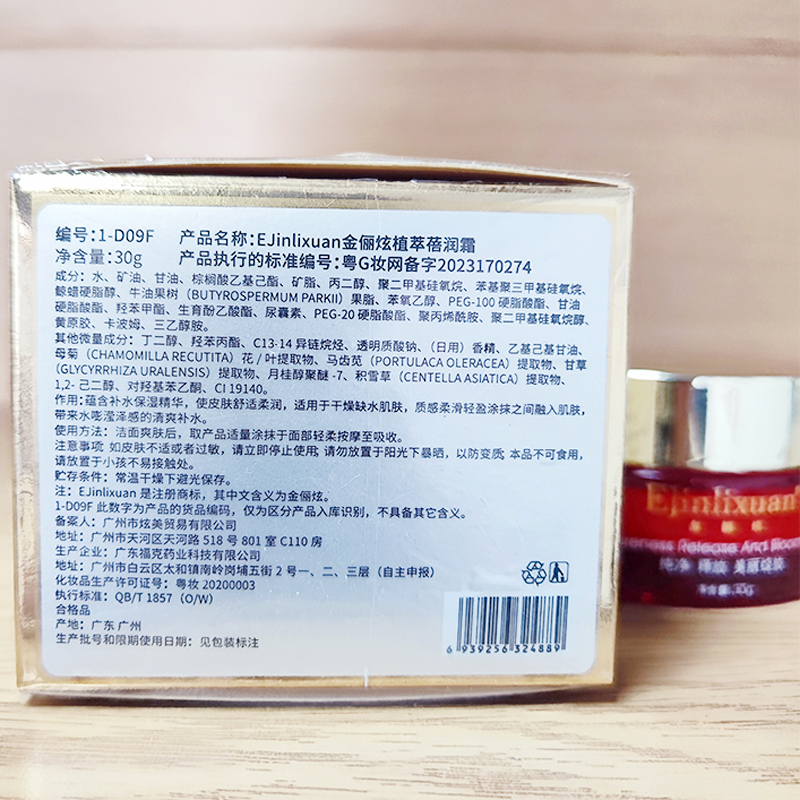 编号:1-D09F 产品名称:EJinlixuan金俪炫植萃蓓润霜
净含量:30g 产品执行的标准编号:粤G妆网备字2023170274
成分: 水、矿油、甘油、棕榈酸乙基己酯、矿脂、丙二醇、聚二甲基硅氧烷、苯基聚三甲基硅氧烷、
鲸蜡硬脂醇、牛油果树（BUTYROSPERMUM PARKII）果脂、苯氧乙醇、PEG-100 硬脂酸酯、甘油
硬脂酸酯、羟苯甲酯、生育酚乙酸酯、尿囊素、PEG-20 硬脂酸酯、聚丙烯酰胺、聚二甲基硅氧烷醇、
黄原胶、卡波姆、三乙醇胺。
其他微量成分: 丁二醇、羟苯丙酯、C13-14 异链烷烃、透明质酸钠、（日用）香精、乙基己基甘油、
母菊（CHAMOMILLA RECUTITA）花 / 叶提取物、马齿苋（PORTULACA OLERACEA）提取物、甘草
(GLYCYRRHIZA URALENSIS）提取物、月桂醇聚醚 -7、积雪草（CENTELLA ASIATICA）提取物、
1,2- 己二醇、对羟基苯乙酮、CI 19140。
作用:蕴含补水保湿精华，使皮肤舒适柔润，适用于干燥缺水肌肤，质感柔滑轻盈涂抹之间融入肌肤，
带来水嘭滢泽感的清爽补水。
使用方法: 洁面爽肤后，取产品适量涂抹于面部轻柔按摩至吸收。
注意事项: 如皮肤不适或者过敏，请立即停止使用; 请勿放置于阳光下暴晒，以防变质; 本品不可食用，
请放置于小孩不易接触处。
贮存条件: 常温干燥下避光保存。
注: EJinlixuan 是注册商标，其中文含义为金俪炫。
1-D09F 此数字为产品的货品编码，仅为区分产品入库识别，不具备其它含义。
备案人: 广州市炫美贸易有限公司
地址: 广州市天河区天河路 518 号 801 室 C110 房
生产企业: 广东福克药业科技有限公司
地址: 广州市白云区太和镇南岭岗埔五街 2 号一、二、三层（自主申报）
化妆品生产许可证号: 粤妆 20200003
执行标准: QB/T 1857（O/W）
合格品
产地: 广东 广州
生产批号和限期使用日期: 见包装标注
6 939256 324889
Ejinlixuan
金俪炫
Release And Bloom
纯净 释放 美丽绽放
净含量:30g